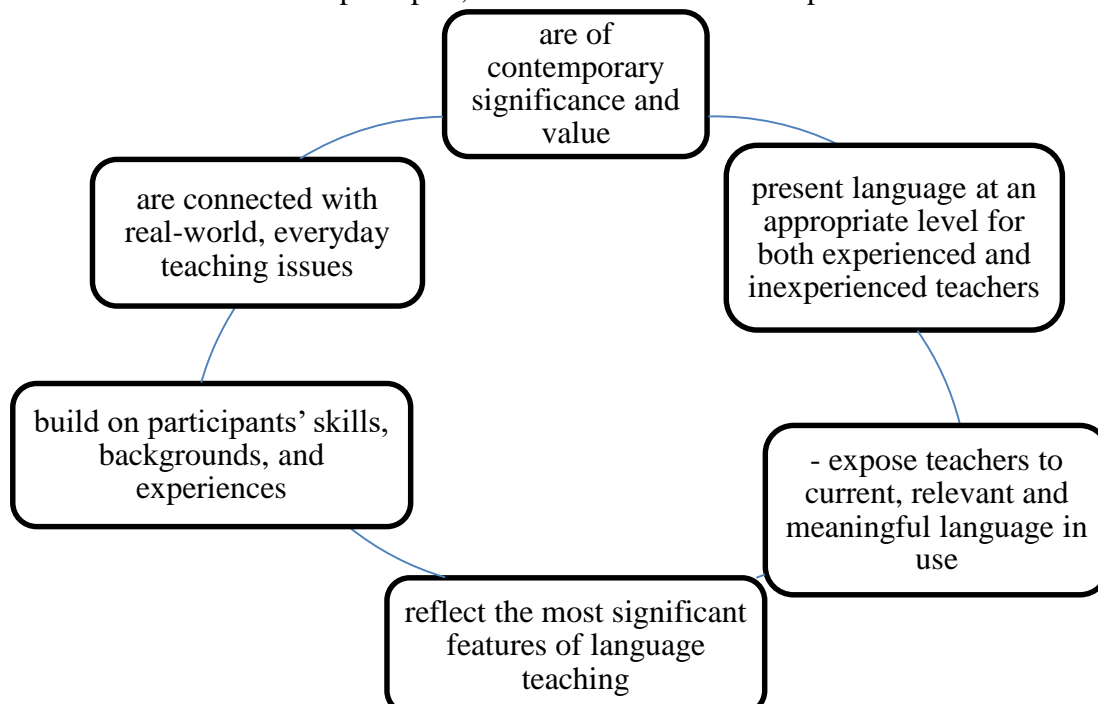 are of
contemporary
significance and
value
present language at an
appropriate level for
both experienced and
inexperienced teachers
- expose teachers to
current, relevant and
meaningful language in
use
reflect the most significant
features of language
teaching
build on participants’ skills,
backgrounds, and
experiences
are connected with
real-world, everyday
teaching issues